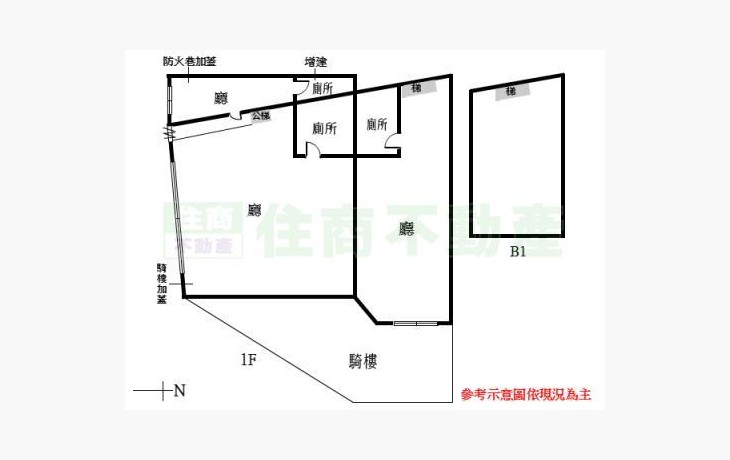 防火巷加蓋
增建
廁所
廳
梯
梯
公梯
廁所
廁所
廳
廳
住商
不動產
住商不動產
B1
騎樓加蓋
1F
騎樓
N
參考示意圖依現況為主